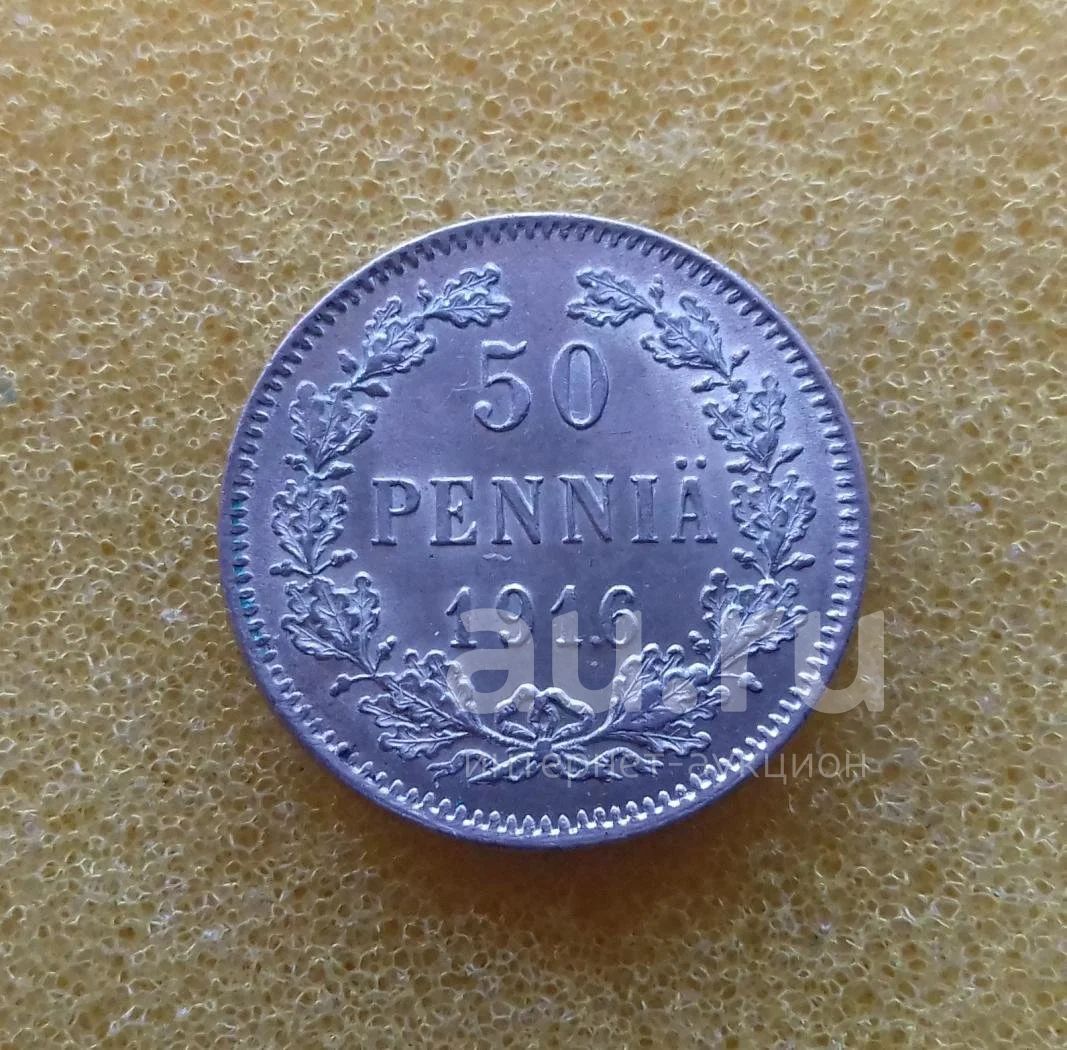 50
PENNIÄ
1916
au.ru
интернет-аукцион